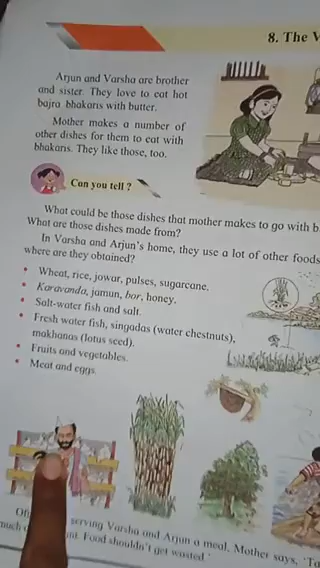 8. The
Arjun and Varsha are brother
and sister. They love to eat hot
bajra bhakaris with butter.
Mother makes a number of
other dishes for them to eat with
bhakaris. They like those, too.
Can you tell ?
What could be those dishes that mother makes to go with
What are those dishes made from?
In Varsha and Arjun's home, they use a lot of other foods
where are they obtained?
• Wheat, rice, jowar, pulses, sugarcane.
• Karavanda, jamun, bor, honey.
• Salt-water fish and salt.
• Fresh water fish, singadas (water chestnuts),
makhanas (lotus seed).
• Fruits and vegetables.
• Meat and eggs.
serving Varsha and Arjun a meal, Mother says,
much
Food shouldn't get wasted.'